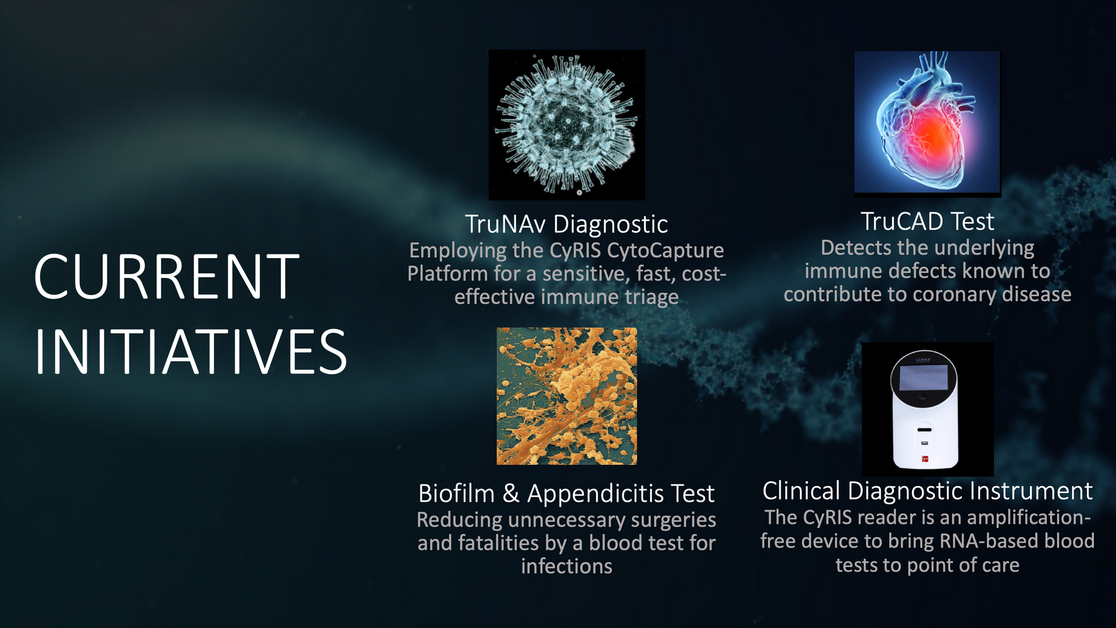 CURRENT
INITIATIVES
TruNAv Diagnostic
Employing the CyRIS CytoCapture
Platform for a sensitive, fast, cost-
effective immune triage
TruCAD Test
Detects the underlying
immune defects known to
contribute to coronary disease
Biofilm & Appendicitis Test
Reducing unnecessary surgeries
and fatalities by a blood test for
infections
Clinical Diagnostic Instrument
The CyRIS reader is an amplification-
free device to bring RNA-based blood
tests to point of care